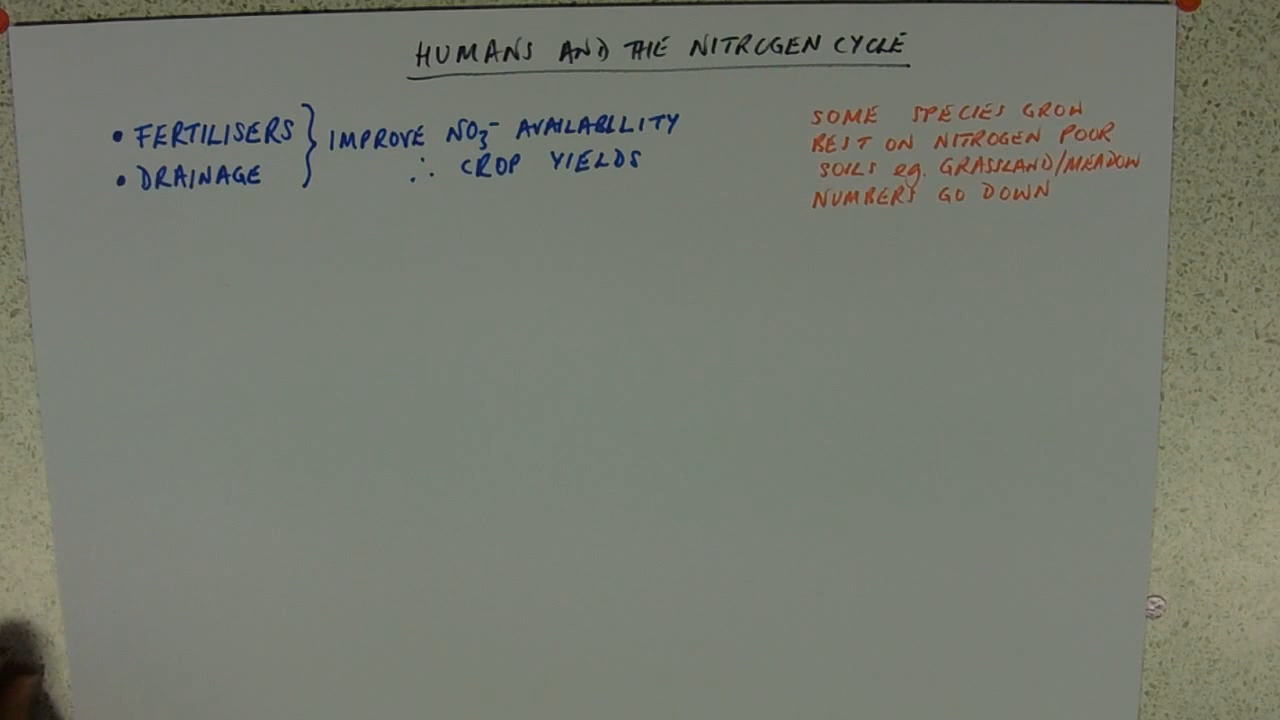 HUMANS AND THE NITROGEN CYCLE
• FERTILISERS } IMPROVE NO3⁻ AVAILABILITY
• DRAINAGE ∴ CROP YIELDS
SOME SPECIES GROW
BEST ON NITROGEN POOR
SOILS eg. GRASSLAND/MEADOW
NUMBERS GO DOWN